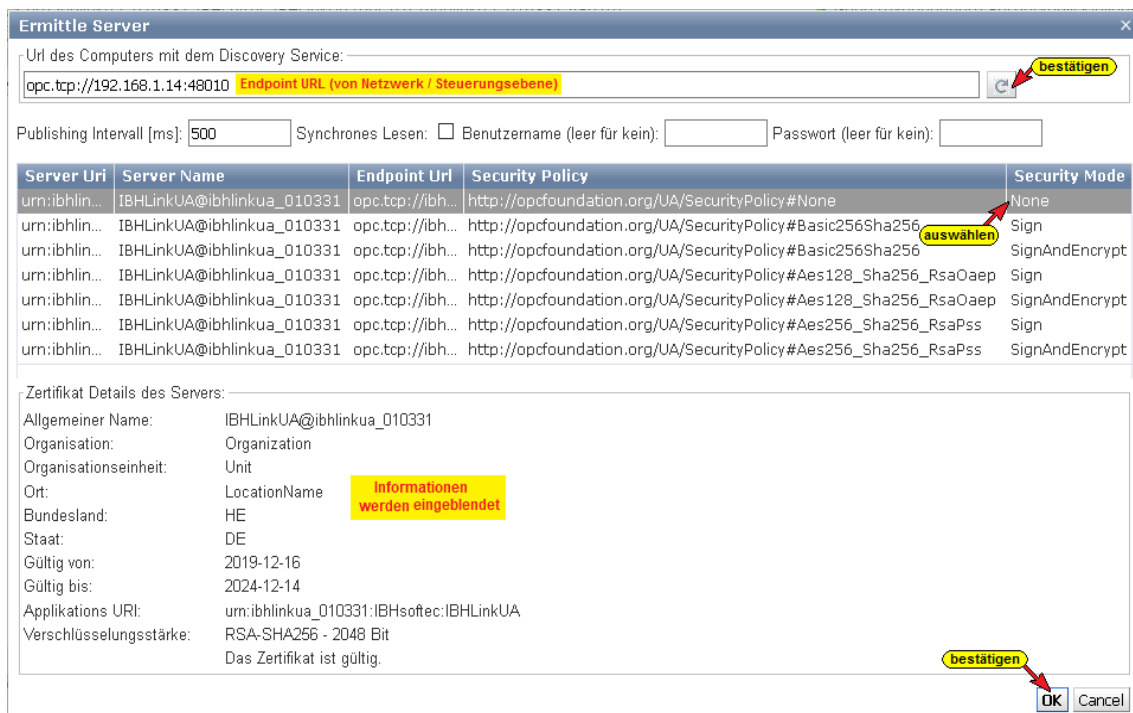 Ermittle Server
Url des Computers mit dem Discovery Service:
bestätigen
opc.tcp://192.168.1.14:48010 Endpoint URL (von Netzwerk / Steuerungsebene)
Publishing Intervall [ms]: 500 Synchrones Lesen: Benutzername (leer für kein): Passwort (leer für kein):
Server Uri Server Name Endpoint Url Security Policy Security Mode
urn:ibhlin... IBHLinkUA@ibhlinkua_010331 opc.tcp://ibh... http://opcfoundation.org/UA/SecurityPolicy#None None
urn:ibhlin... IBHLinkUA@ibhlinkua_010331 opc.tcp://ibh... http://opcfoundation.org/UA/SecurityPolicy#Basic256Sha256 Sign
auswählen
urn:ibhlin... IBHLinkUA@ibhlinkua_010331 opc.tcp://ibh... http://opcfoundation.org/UA/SecurityPolicy#Basic256Sha256 SignAndEncrypt
urn:ibhlin... IBHLinkUA@ibhlinkua_010331 opc.tcp://ibh... http://opcfoundation.org/UA/SecurityPolicy#Aes128_Sha256_RsaOaep Sign
urn:ibhlin... IBHLinkUA@ibhlinkua_010331 opc.tcp://ibh... http://opcfoundation.org/UA/SecurityPolicy#Aes128_Sha256_RsaOaep SignAndEncrypt
urn:ibhlin... IBHLinkUA@ibhlinkua_010331 opc.tcp://ibh... http://opcfoundation.org/UA/SecurityPolicy#Aes256_Sha256_RsaPss Sign
urn:ibhlin... IBHLinkUA@ibhlinkua_010331 opc.tcp://ibh... http://opcfoundation.org/UA/SecurityPolicy#Aes256_Sha256_RsaPss SignAndEncrypt
Zertifikat Details des Servers:
Allgemeiner Name: IBHLinkUA@ibhlinkua_010331
Organisation: Organization
Organisationseinheit: Unit
Ort: LocationName
Informationen
werden eingeblendet
Bundesland: HE
Staat: DE
Gültig von: 2019-12-16
Gültig bis: 2024-12-14
Applikations URI: urn:ibhlinkua_010331:IBHsoftec:IBHLinkUA
Verschlüsselungsstärke: RSA-SHA256 - 2048 Bit
Das Zertifikat ist gültig.
bestätigen
OK Cancel